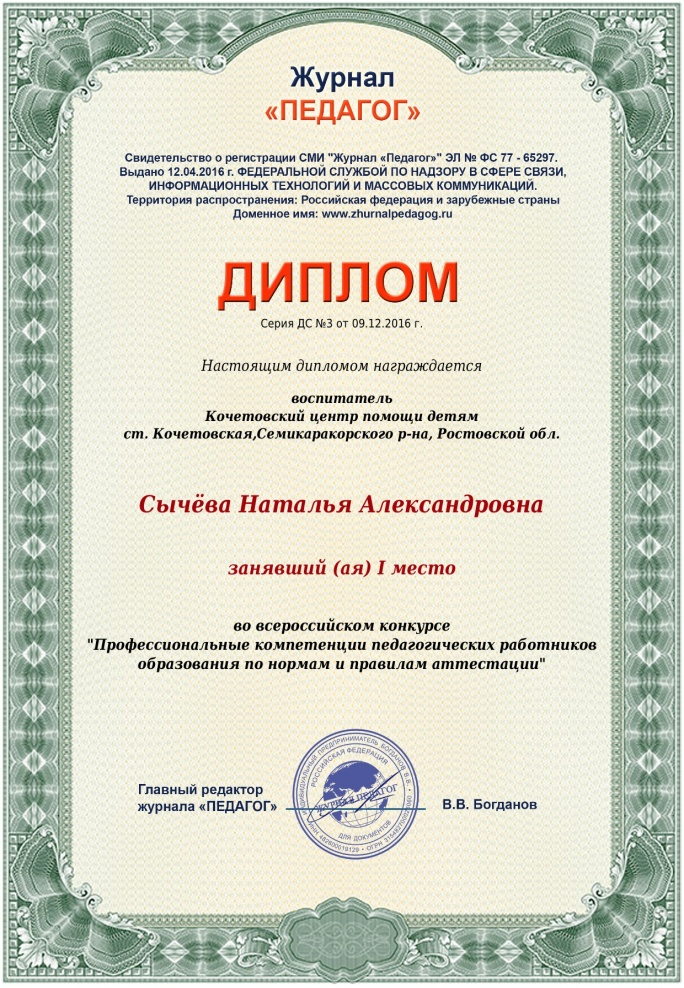 Журнал
«ПЕДАГОГ»
Свидетельство о регистрации СМИ "Журнал «Педагог»" ЭЛ № ФС 77 - 65297.
Выдано 12.04.2016 г. ФЕДЕРАЛЬНОЙ СЛУЖБОЙ ПО НАДЗОРУ В СФЕРЕ СВЯЗИ,
ИНФОРМАЦИОННЫХ ТЕХНОЛОГИЙ И МАССОВЫХ КОММУНИКАЦИЙ.
Территория распространения: Российская федерация и зарубежные страны
Доменное имя: www.zhurnalpedagog.ru
ДИПЛОМ
Серия ДС №3 от 09.12.2016 г.
Настоящим дипломом награждается
воспитатель
Кочетовский центр помощи детям
ст. Кочетовская,Семикаракорского р-на, Ростовской обл.
Сычёва Наталья Александровна
занявший (ая) I место
во всероссийском конкурсе
"Профессиональные компетенции педагогических работников
образования по нормам и правилам аттестации"
Главный редактор
журнала «ПЕДАГОГ»
ИНДИВИДУАЛЬНЫЙ ПРЕДПРИНИМАТЕЛЬ БОГДАНОВ В.В.
РОССИЙСКАЯ ФЕДЕРАЦИЯ
ЖУРНАЛ ПЕДАГОГ
ДЛЯ ДОКУМЕНТОВ
В.В. Богданов